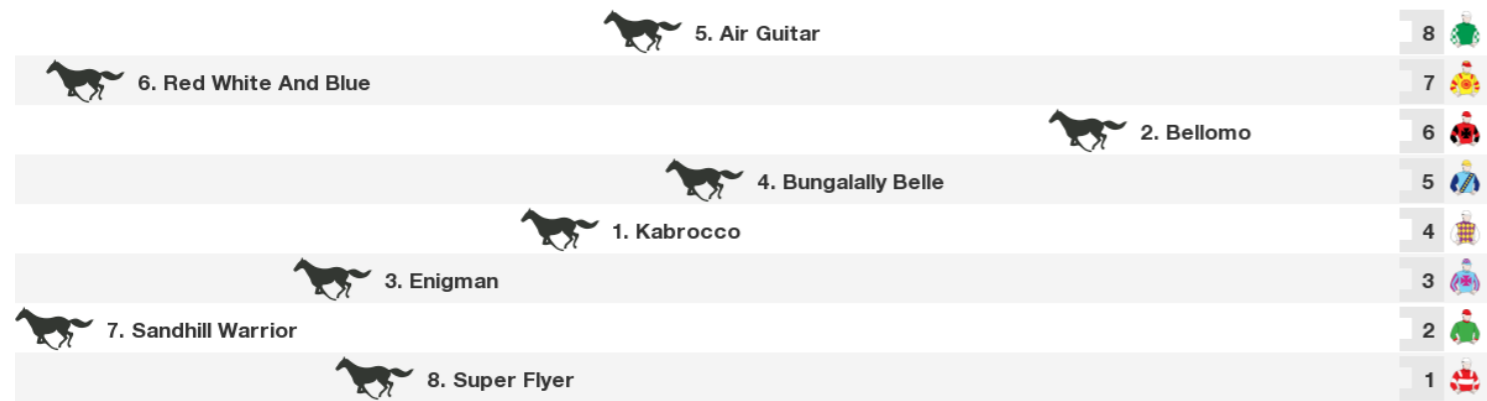 5. Air Guitar 8
6. Red White And Blue 7
2. Bellomo 6
4. Bungalally Belle 5
1. Kabrocco 4
3. Enigman 3
7. Sandhill Warrior 2
8. Super Flyer 1